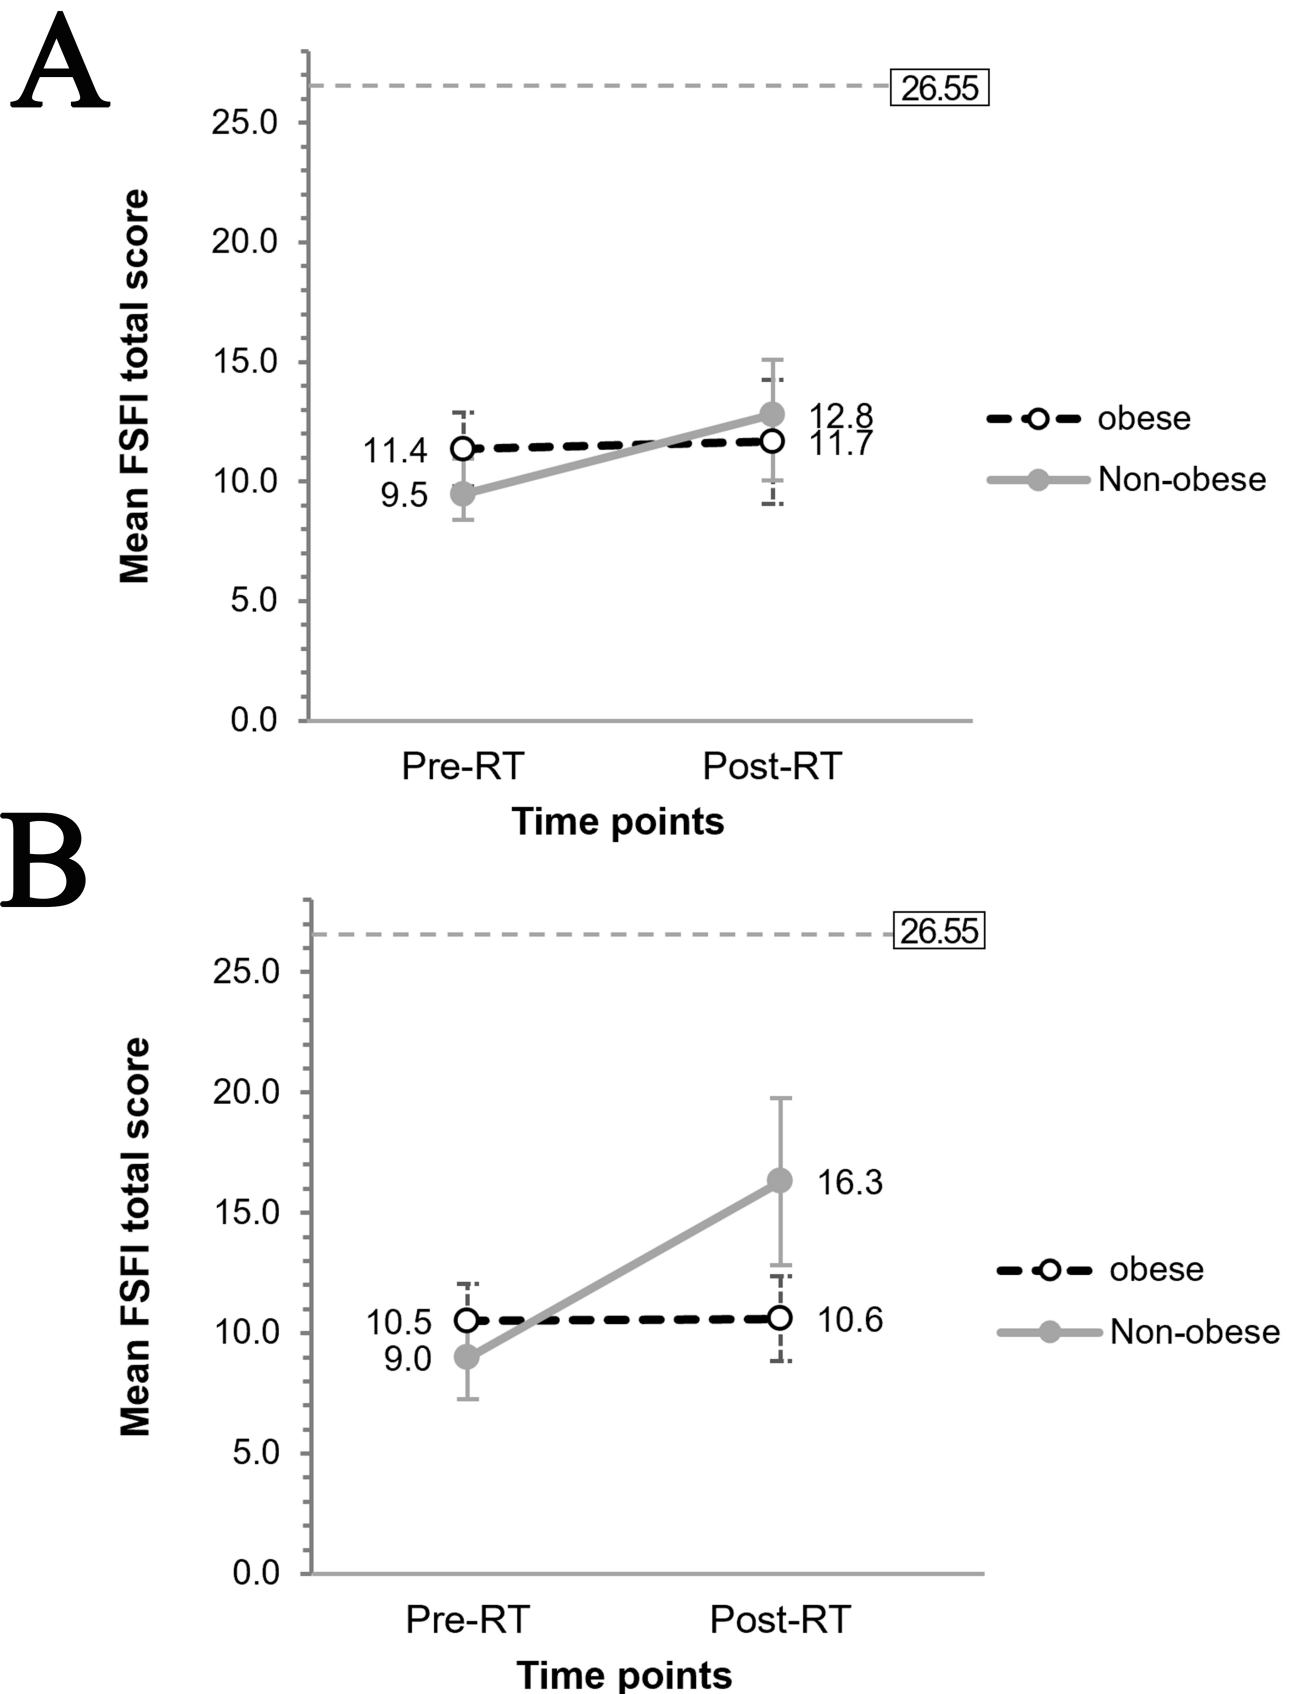 A
26.55
25.0
20.0
15.0
10.0
5.0
0.0
Mean FSFI total score
11.4
9.5
12.8
11.7
obese
Non-obese
Pre-RT Post-RT
Time points
B
26.55
25.0
20.0
15.0
10.0
5.0
0.0
Mean FSFI total score
10.5
9.0
16.3
10.6
obese
Non-obese
Pre-RT Post-RT
Time points